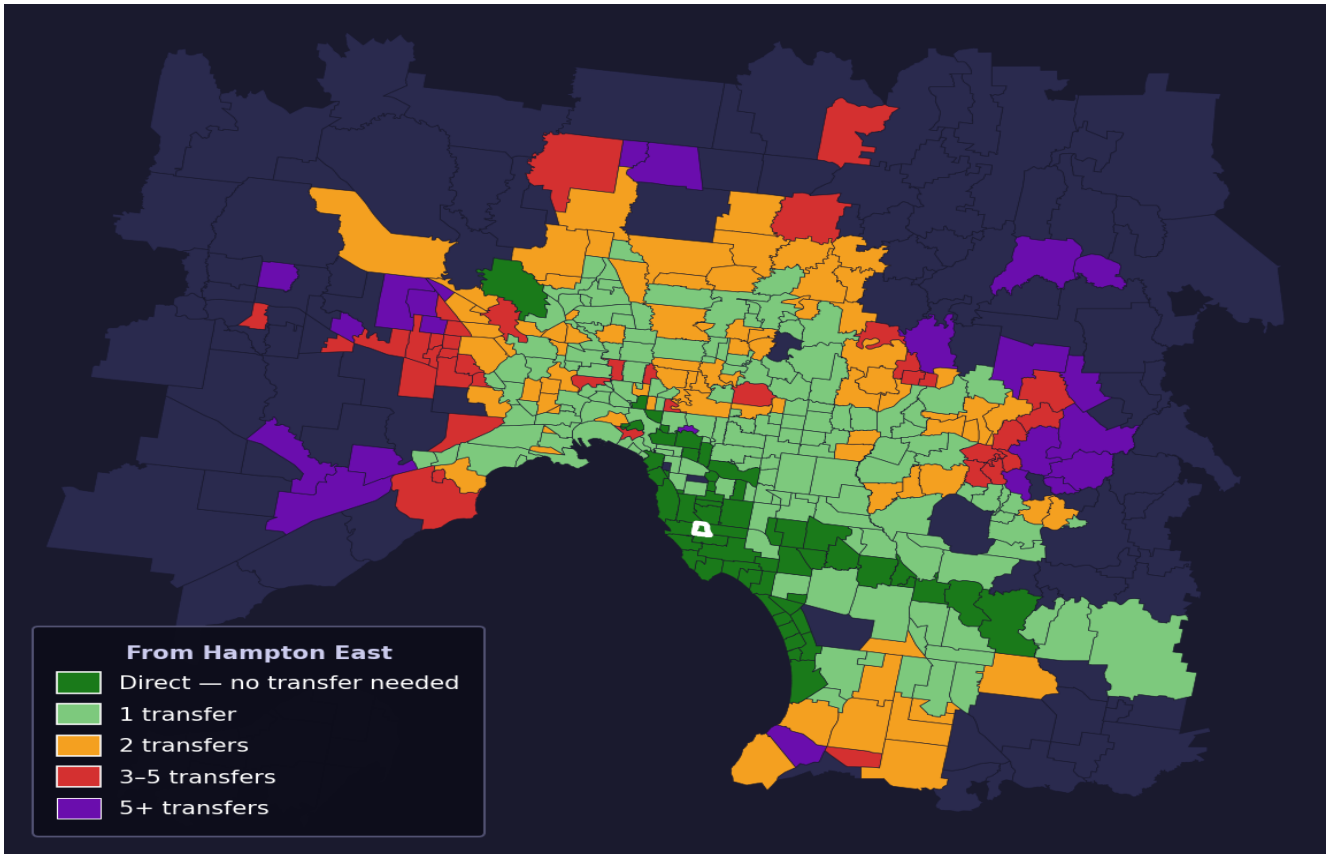 From Hampton East
Direct — no transfer needed
1 transfer
2 transfers
3–5 transfers
5+ transfers